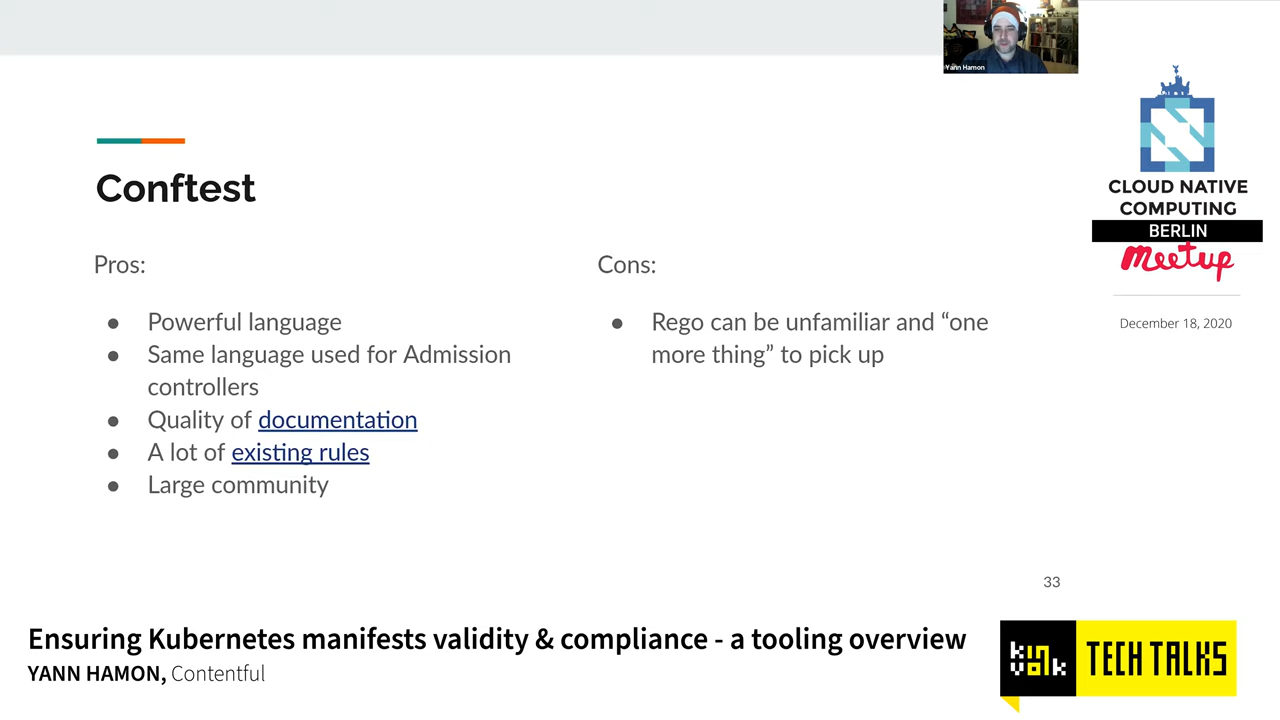 Yann Hamon
CLOUD NATIVE
COMPUTING
BERLIN
Meetup
December 18, 2020
Conftest
Pros:
● Powerful language
● Same language used for Admission
controllers
● Quality of documentation
● A lot of existing rules
● Large community
Cons:
● Rego can be unfamiliar and “one
more thing” to pick up
33
Ensuring Kubernetes manifests validity & compliance - a tooling overview
YANN HAMON, Contentful
kinvolk
TECH TALKS